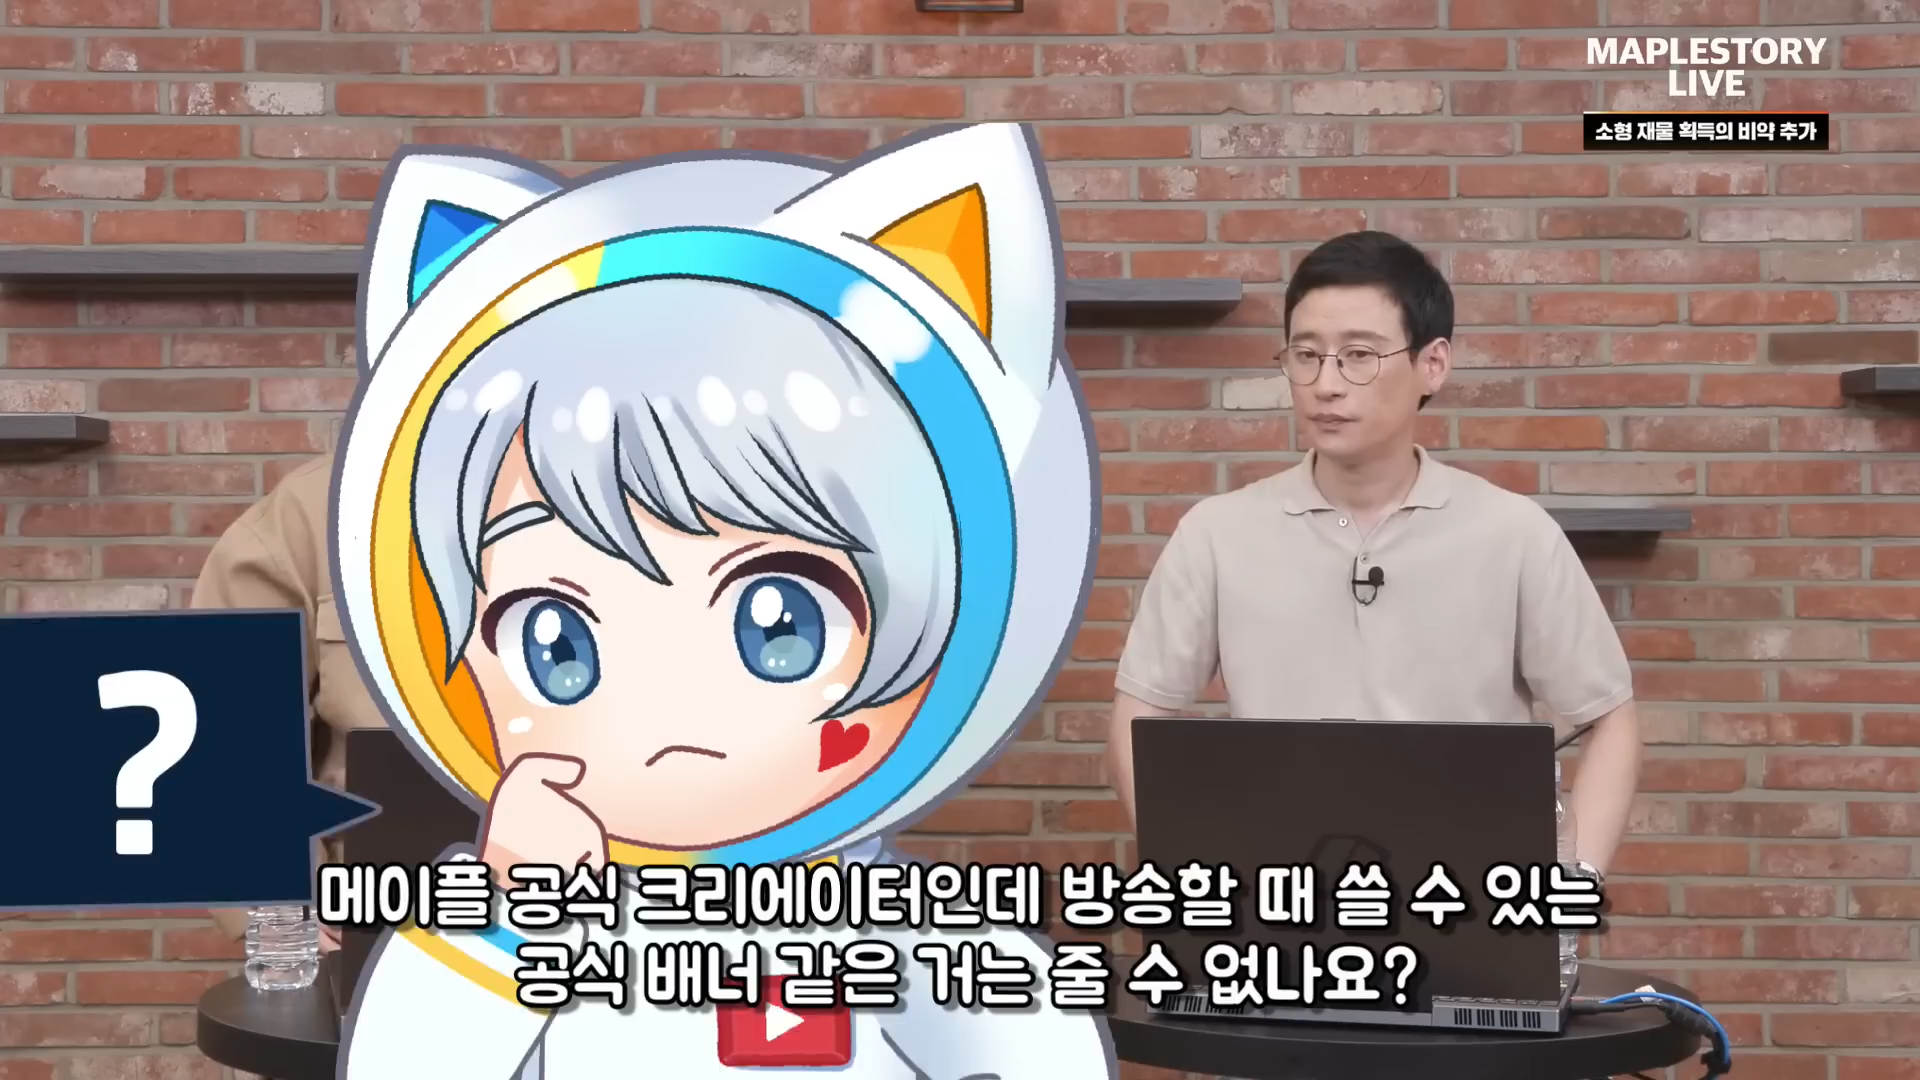 MAPLESTORY
LIVE
소형 재물 획득의 비약 추가
?
메이플 공식 크리에이터인데 방송할 때 쓸 수 있는
공식 배너 같은 거는 줄 수 없나요?